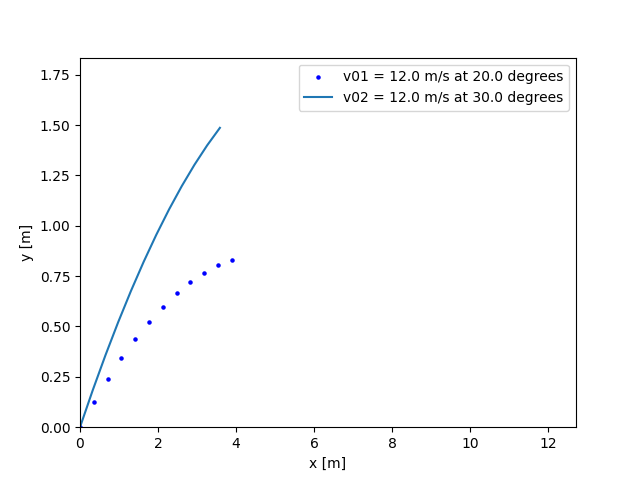 v01 = 12.0 m/s at 20.0 degrees
v02 = 12.0 m/s at 30.0 degrees
y [m]
1.75
1.50
1.25
1.00
0.75
0.50
0.25
0.00
0 2 4 6 8 10 12
x [m]